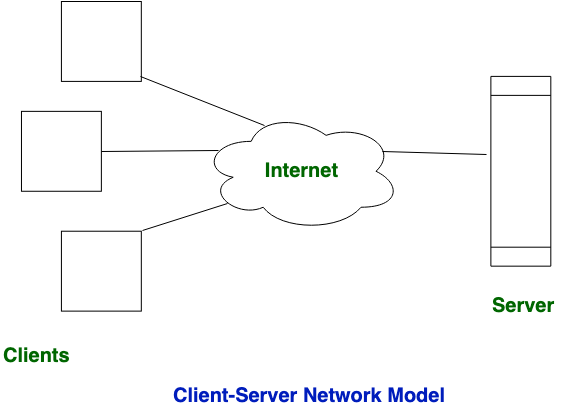 Internet
Server
Clients
Client-Server Network Model